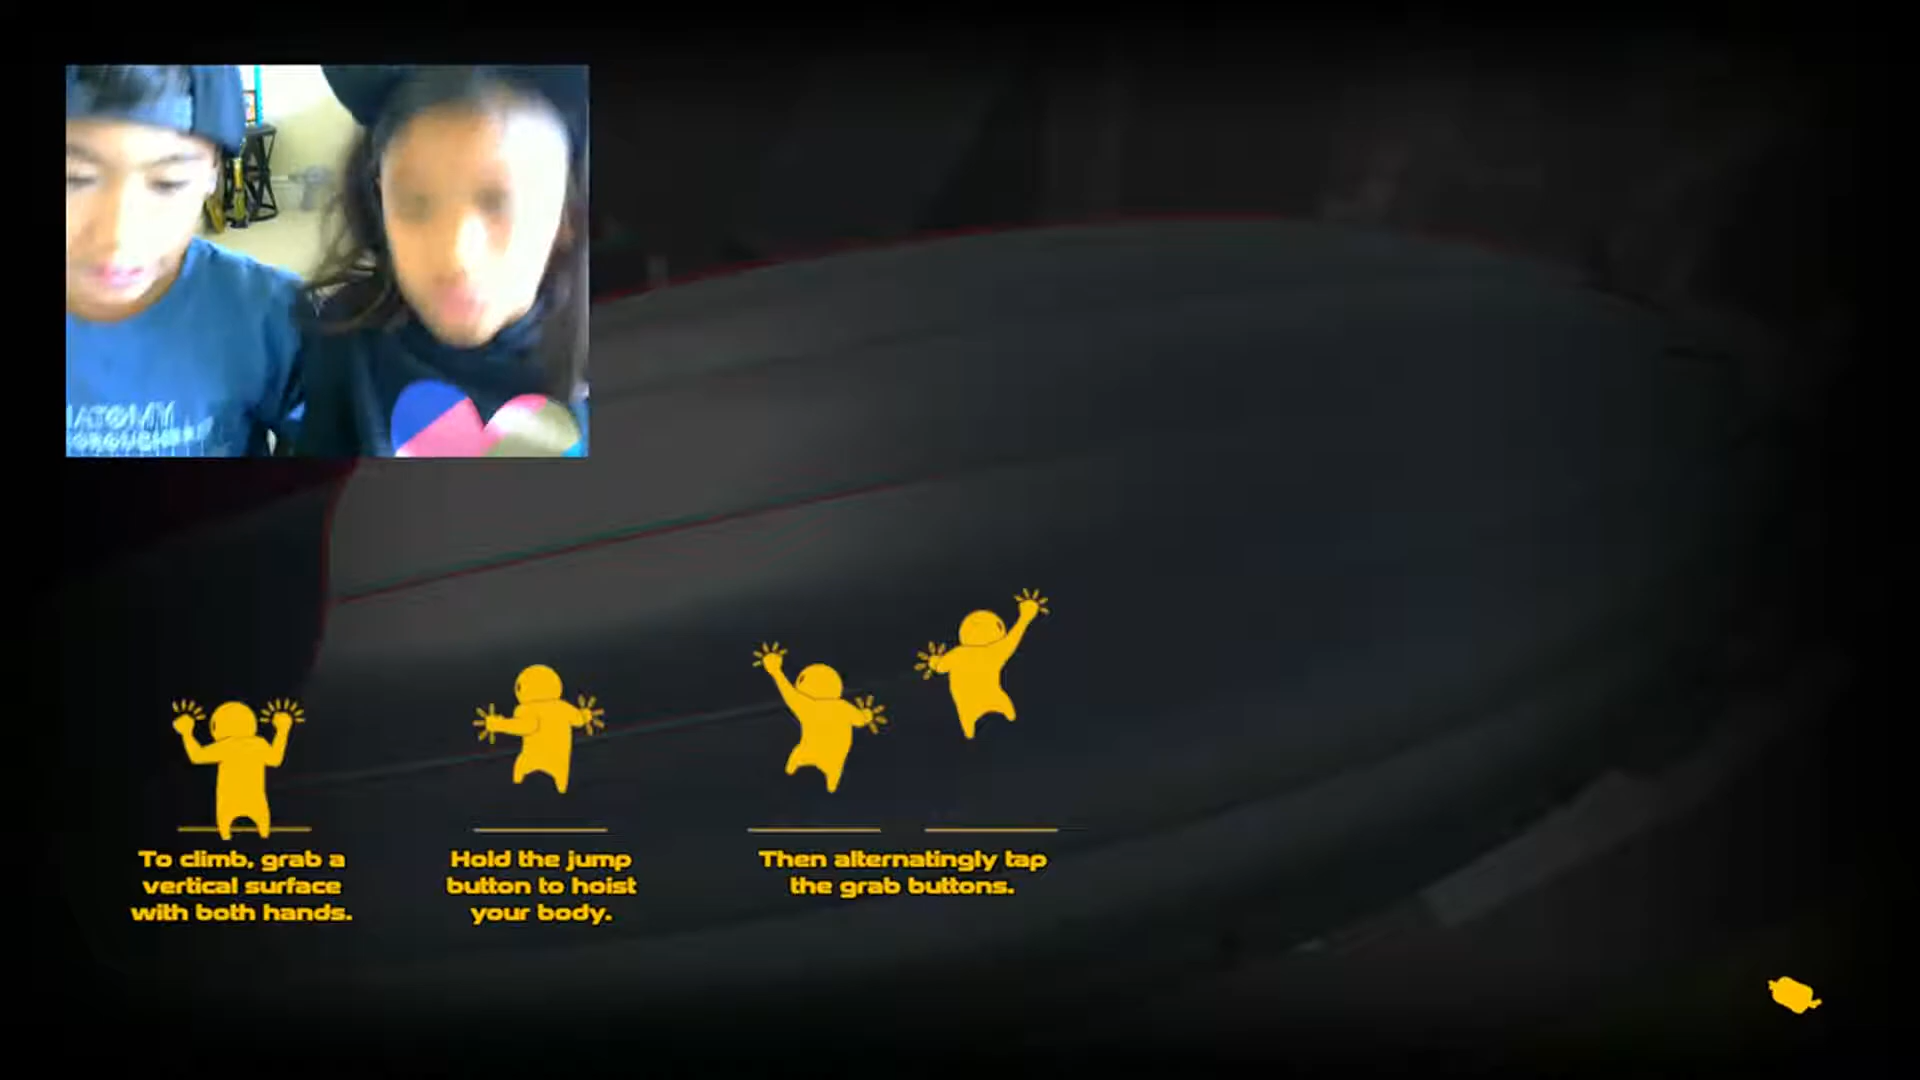 To climb, grab a
vertical surface
with both hands.
Hold the jump
button to hoist
your body.
Then alternatingly tap
the grab buttons.